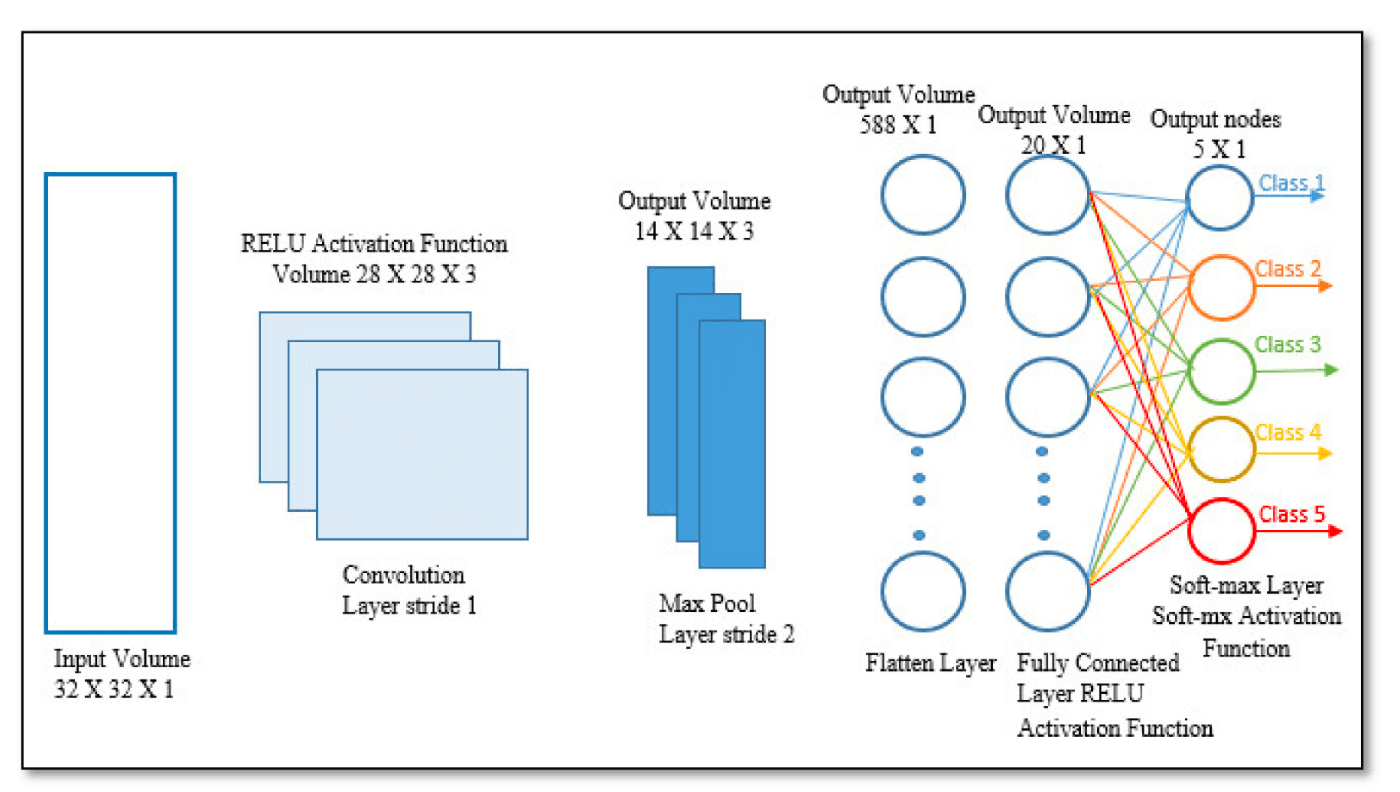 Input Volume
32 X 32 X 1
RELU Activation Function
Volume 28 X 28 X 3
Convolution
Layer stride 1
Output Volume
14 X 14 X 3
Max Pool
Layer stride 2
Output Volume
588 X 1
Flatten Layer
Output Volume
20 X 1
Fully Connected
Layer RELU
Activation Function
Output nodes
5 X 1
Class 1
Class 2
Class 3
Class 4
Class 5
Soft-max Layer
Soft-mx Activation
Function